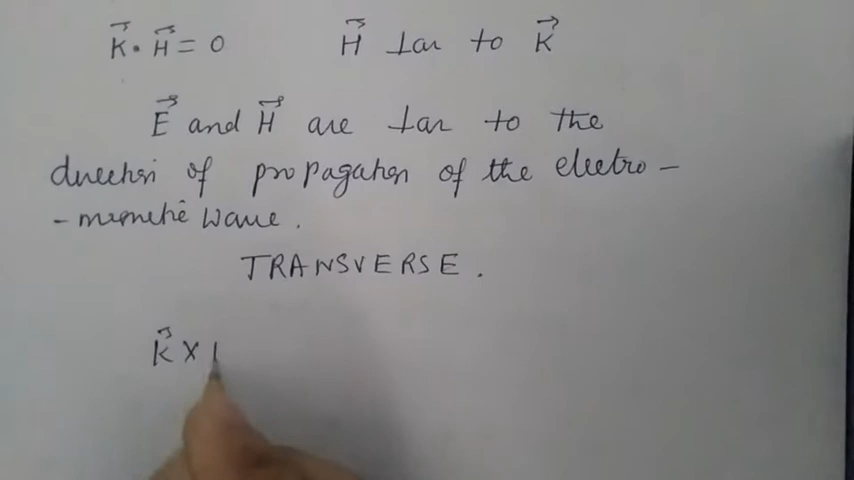 K⃗ · H⃗ = 0 H⃗ ⊥ar to K⃗
E⃗ and H⃗ are ⊥ar to the
direction of propagation of the electro -
- magnetic wave .
TRANSVERSE .
K⃗ ×